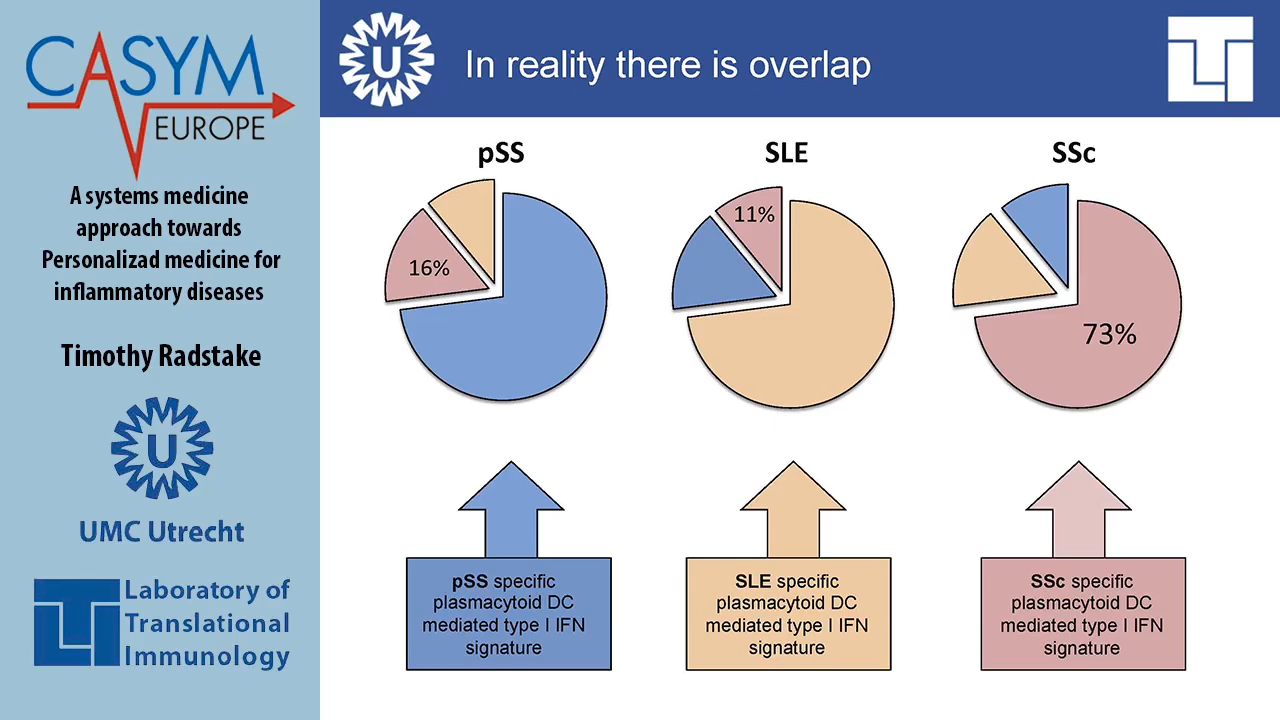 CASYM
EUROPE
A systems medicine
approach towards
Personalizad medicine for
inflammatory diseases
Timothy Radstake
U
UMC Utrecht
LTI
Laboratory of
Translational
Immunology
U
In reality there is overlap
LTI
pSS
SLE
SSc
16%
11%
73%
pSS specific
plasmacytoid DC
mediated type I IFN
signature
SLE specific
plasmacytoid DC
mediated type I IFN
signature
SSc specific
plasmacytoid DC
mediated type I IFN
signature